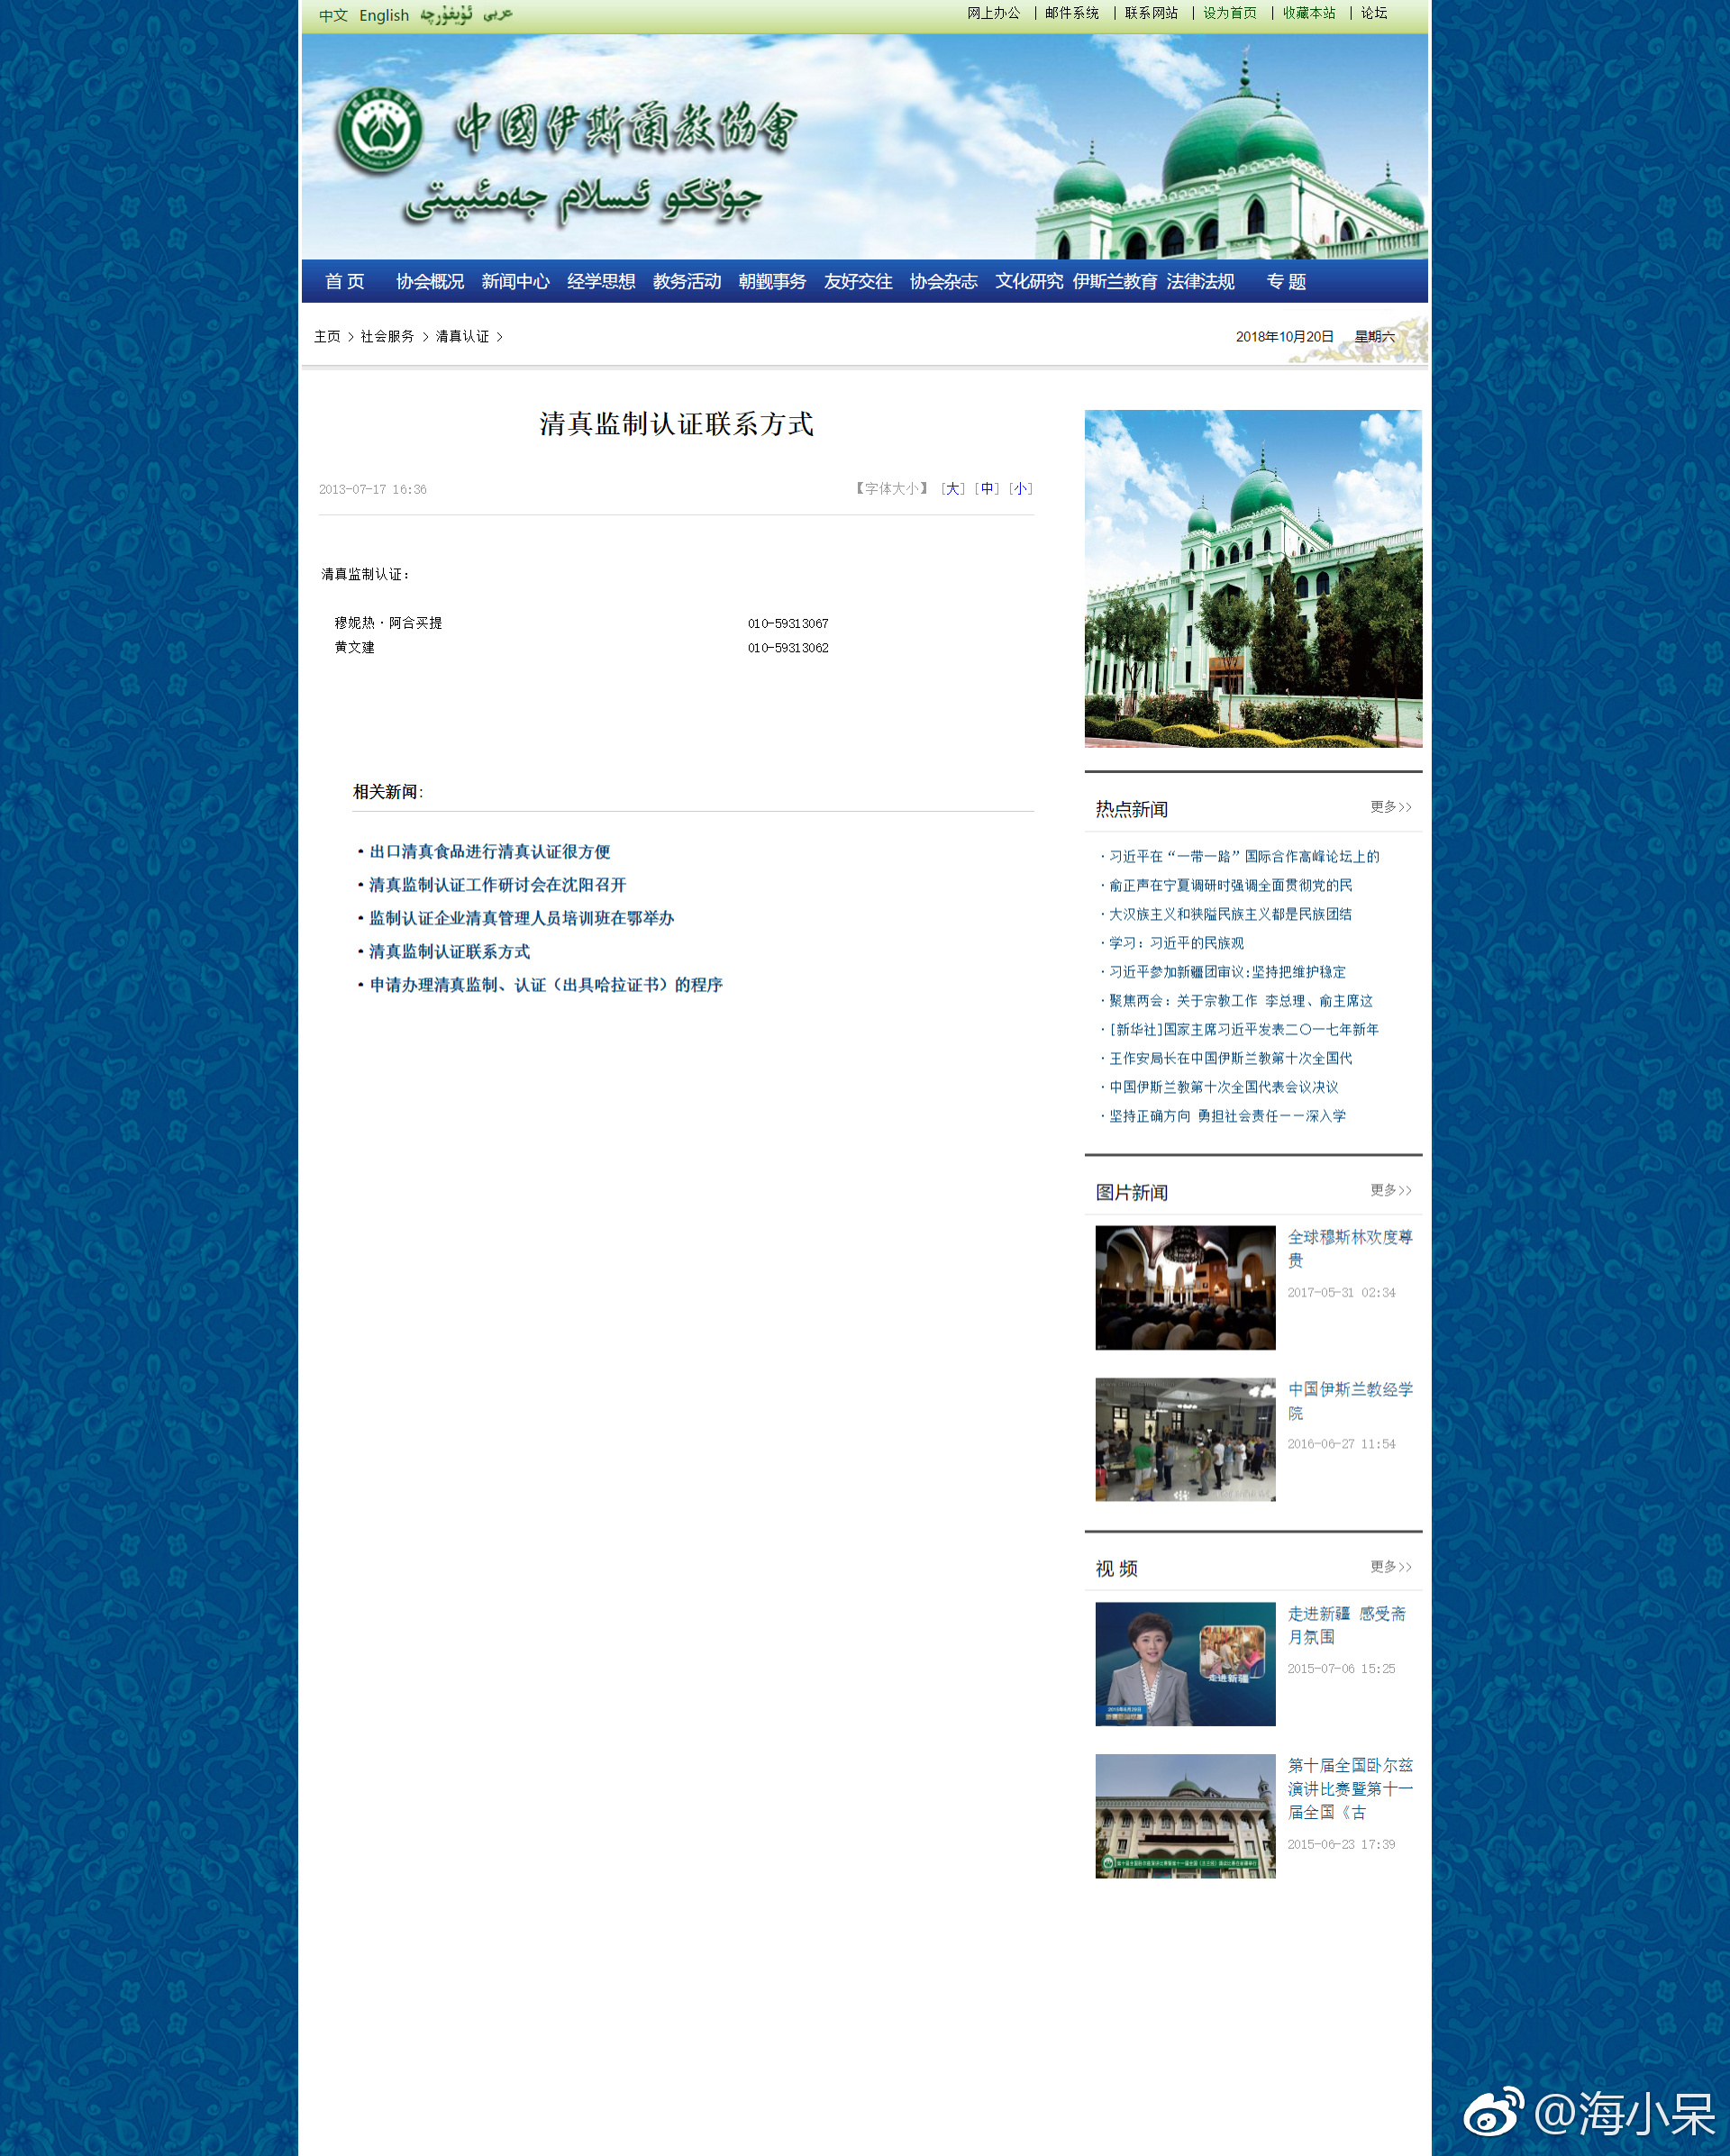 中文 English ئۇيغۇرچە عربي
网上办公 | 邮件系统 | 联系网站 | 设为首页 | 收藏本站 | 论坛
中國伊斯蘭教協會
جۇڭگو ئىسلام جەمئىيىتى
首 页 协会概况 新闻中心 经学思想 教务活动 朝觐事务 友好交往 协会杂志 文化研究 伊斯兰教育 法律法规 专 题
主页 > 社会服务 > 清真认证 >
2018年10月20日 星期六
清真监制认证联系方式
2013-07-17 16:36
【字体大小】 [大] [中] [小]
清真监制认证:
穆妮热·阿合买提 010-59313067
黄文建 010-59313062
相关新闻:
·出口清真食品进行清真认证很方便
·清真监制认证工作研讨会在沈阳召开
·监制认证企业清真管理人员培训班在鄂举办
·清真监制认证联系方式
·申请办理清真监制、认证（出具哈拉证书）的程序
热点新闻 更多>>
·习近平在“一带一路”国际合作高峰论坛上的
·俞正声在宁夏调研时强调全面贯彻党的民
·大汉族主义和狭隘民族主义都是民族团结
·学习：习近平的民族观
·习近平参加新疆团审议:坚持把维护稳定
·聚焦两会：关于宗教工作 李总理、俞主席这
·[新华社]国家主席习近平发表二〇一七年新年
·王作安局长在中国伊斯兰教第十次全国代
·中国伊斯兰教第十次全国代表会议决议
·坚持正确方向 勇担社会责任——深入学
图片新闻 更多>>
全球穆斯林欢度尊
贵
2017-05-31 02:34
中国伊斯兰教经学
院
2016-06-27 11:54
视 频 更多>>
走进新疆 感受斋
月氛围
2015-07-06 15:25
走进新疆
第十届全国卧尔兹
演讲比赛暨第十一
届全国《古
2015-06-23 17:39
@海小呆